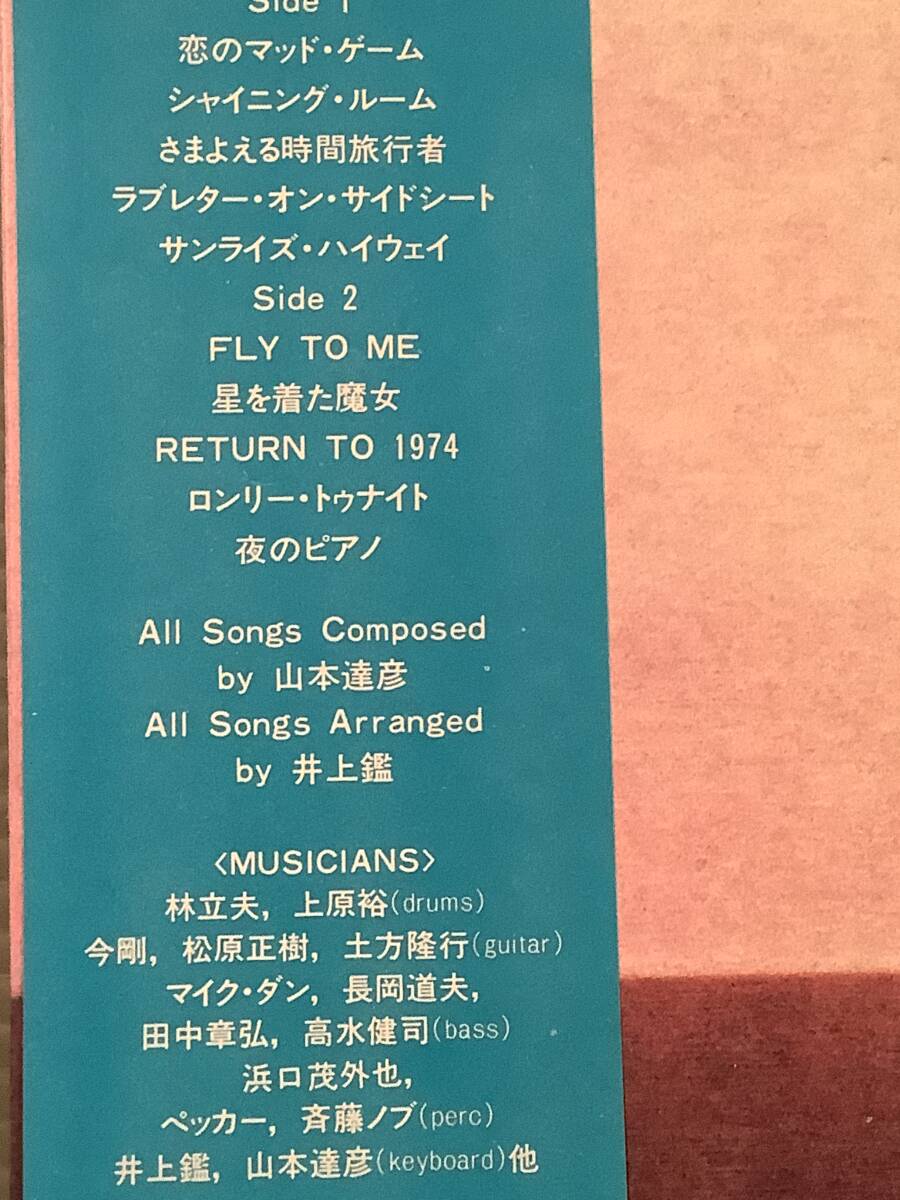 Side 1
恋のマッド・ゲーム
シャイニング・ルーム
さまよえる時間旅行者
ラブレター・オン・サイドシート
サンライズ・ハイウェイ
Side 2
FLY TO ME
星を着た魔女
RETURN TO 1974
ロンリー・トゥナイト
夜のピアノ
All Songs Composed
by 山本達彦
All Songs Arranged
by 井上鑑
〈MUSICIANS〉
林立夫, 上原裕(drums)
今剛, 松原正樹, 土方隆行(guitar)
マイク・ダン, 長岡道夫,
田中章弘, 高水健司(bass)
浜口茂外也,
ペッカー, 斉藤ノブ(perc)
井上鑑, 山本達彦(keyboard)他